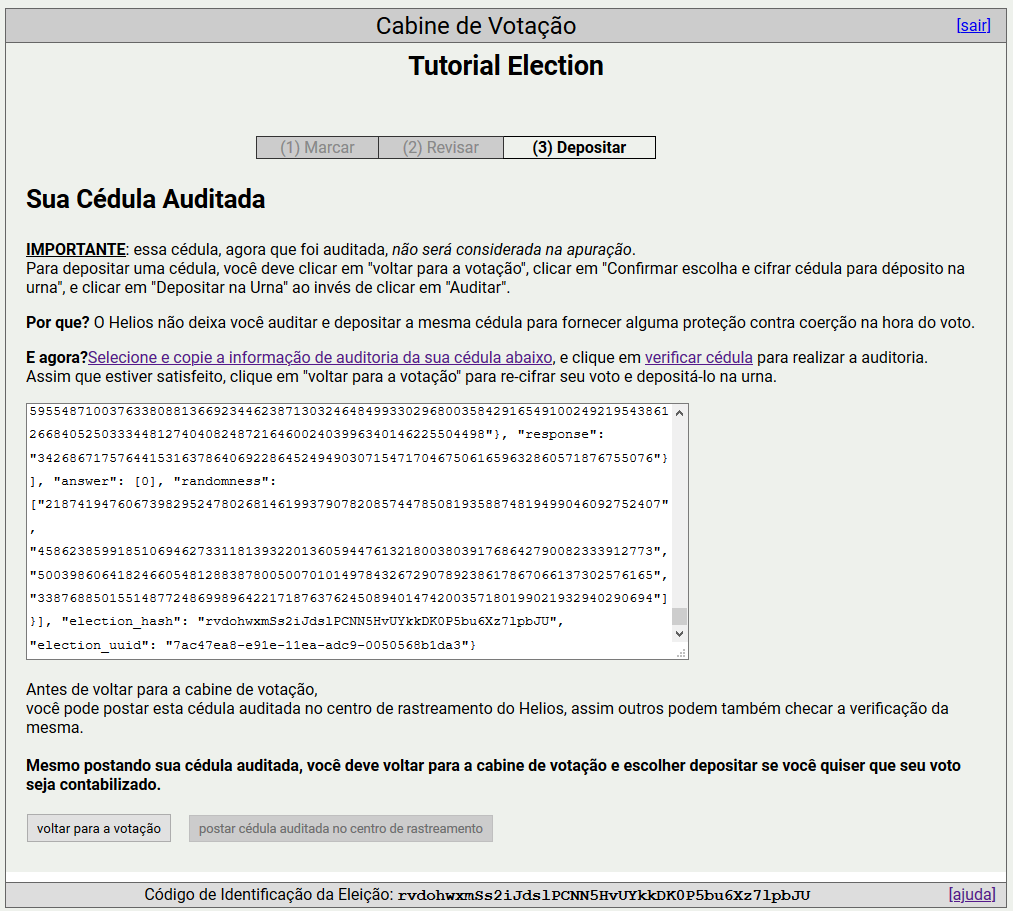 Cabine de Votação
[sair]
Tutorial Election
(1) Marcar (2) Revisar (3) Depositar
Sua Cédula Auditada
IMPORTANTE: essa cédula, agora que foi auditada, não será considerada na apuração.
Para depositar uma cédula, você deve clicar em "voltar para a votação", clicar em "Confirmar escolha e cifrar cédula para déposito na
urna", e clicar em "Depositar na Urna" ao invés de clicar em "Auditar".
Por que? O Helios não deixa você auditar e depositar a mesma cédula para fornecer alguma proteção contra coerção na hora do voto.
E agora?Selecione e copie a informação de auditoria da sua cédula abaixo, e clique em verificar cédula para realizar a auditoria.
Assim que estiver satisfeito, clique em "voltar para a votação" para re-cifrar seu voto e depositá-lo na urna.
59554871003763380881366923446238713032464849933029680035842916549100249219543861
266840525033344812740408248721646002403996340146225504498"}, "response":
"34268671757644153163786406922864524949030715471704675061659632860571876755076"}
], "answer": [0], "randomness":
["21874194760673982952478026814619937907820857447850819358874819499046092752407"
,
"45862385991851069462733118139322013605944761321800380391768642790082333912773",
"50039860641824660548128838780050070101497843267290789238617867066137302576165",
"33876885015514877248699896422171876376245089401474200357180199021932940290694"]
}], "election_hash": "rvdohwxmSs2iJdslPCNN5HvUYkkDK0P5bu6Xz7lpbJU",
"election_uuid": "7ac47ea8-e91e-11ea-adc9-0050568b1da3"}
Antes de voltar para a cabine de votação,
você pode postar esta cédula auditada no centro de rastreamento do Helios, assim outros podem também checar a verificação da
mesma.
Mesmo postando sua cédula auditada, você deve voltar para a cabine de votação e escolher depositar se você quiser que seu voto
seja contabilizado.
voltar para a votação postar cédula auditada no centro de rastreamento
Código de Identificação da Eleição: rvdohwxmSs2iJdslPCNN5HvUYkkDK0P5bu6Xz7lpbJU
[ajuda]